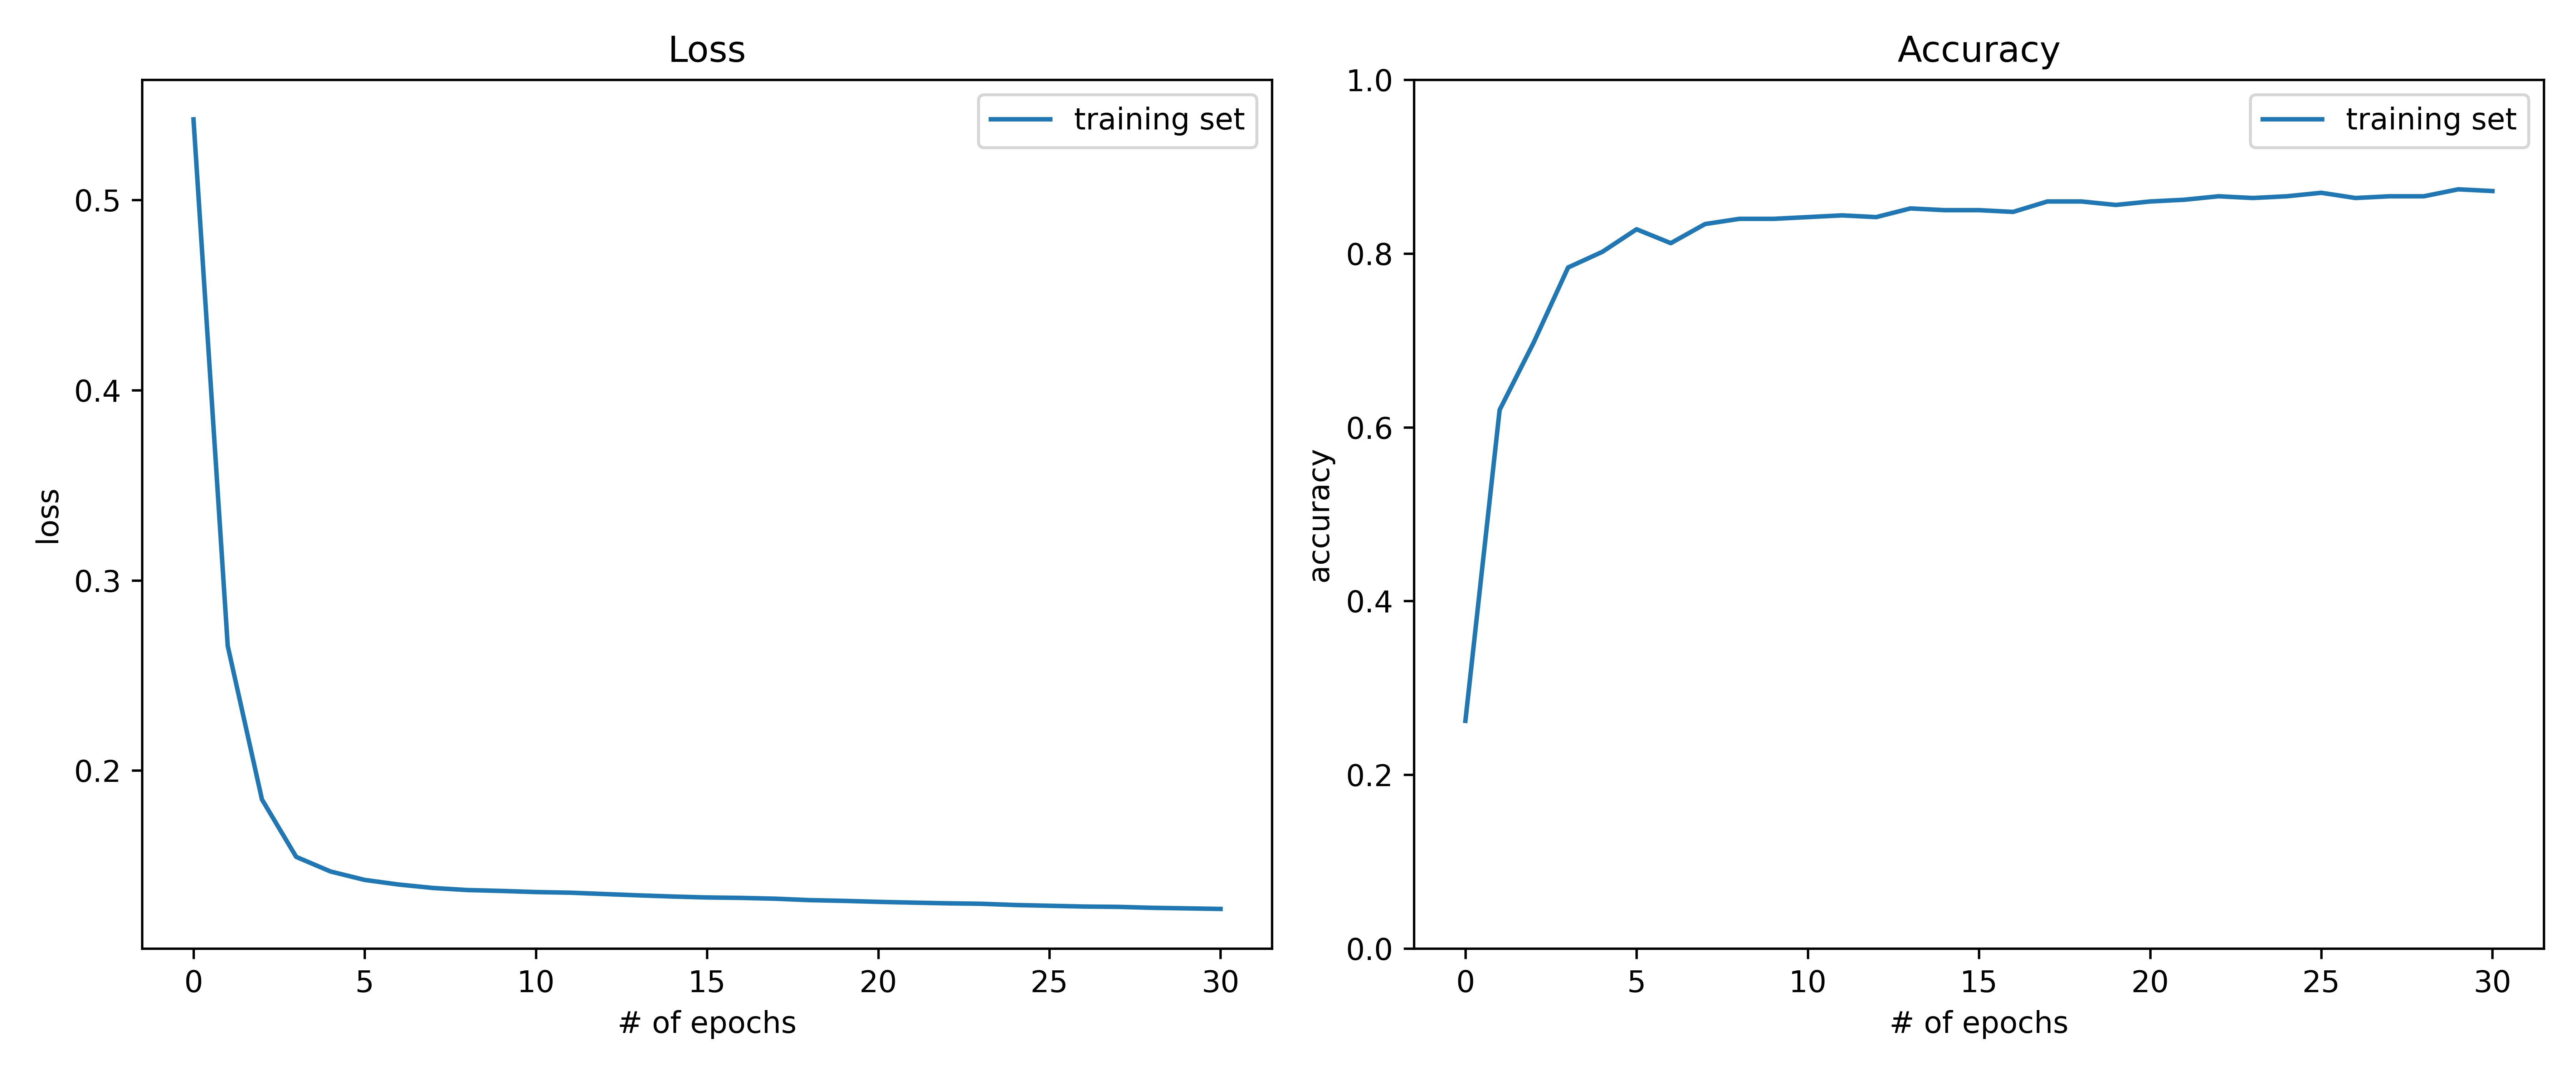 Loss
training set
0.5
0.4
0.3
0.2
loss
0 5 10 15 20 25 30
# of epochs
Accuracy
training set
1.0
0.8
0.6
0.4
0.2
0.0
accuracy
0 5 10 15 20 25 30
# of epochs